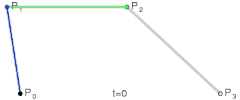 P₁ P₂
P₀ t=0 P₃